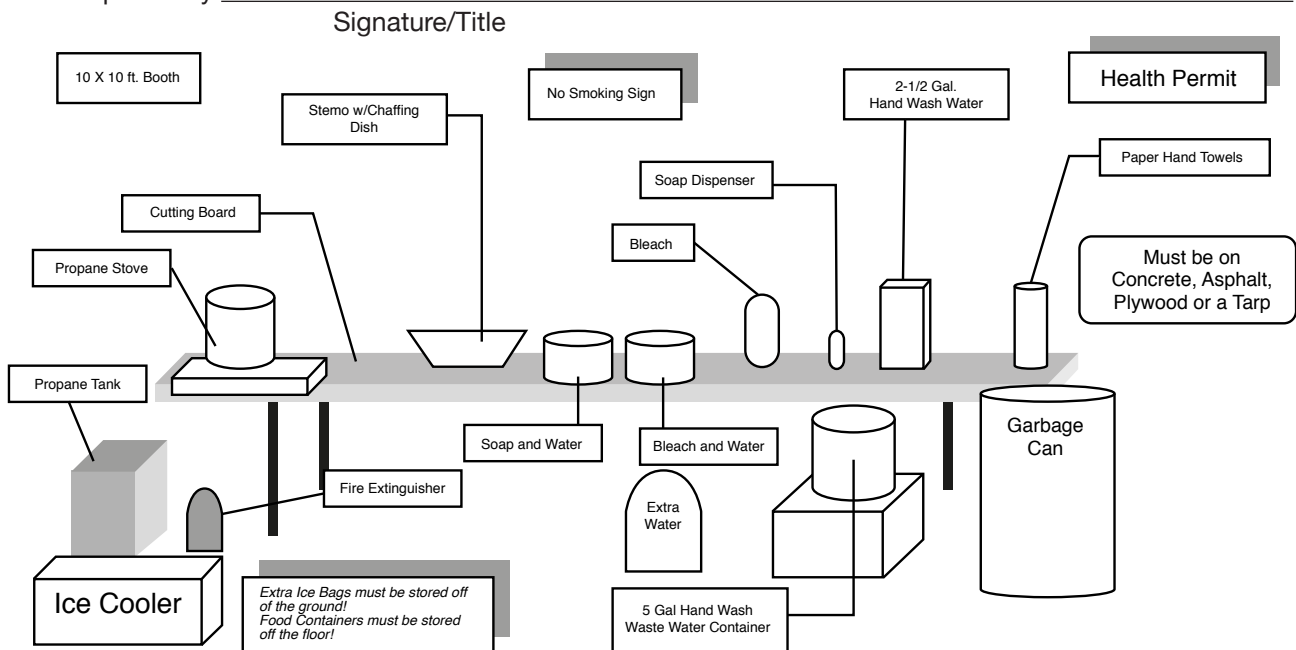 Signature/Title
10 X 10 ft. Booth
No Smoking Sign
2-1/2 Gal.
Hand Wash Water
Health Permit
Sterno w/Chaffing
Dish
Paper Hand Towels
Soap Dispenser
Cutting Board
Bleach
Propane Stove
Must be on
Concrete, Asphalt,
Plywood or a Tarp
Propane Tank
Soap and Water
Bleach and Water
Garbage
Can
Fire Extinguisher
Extra
Water
Ice Cooler
Extra Ice Bags must be stored off
of the ground!
Food Containers must be stored
off the floor!
5 Gal Hand Wash
Waste Water Container